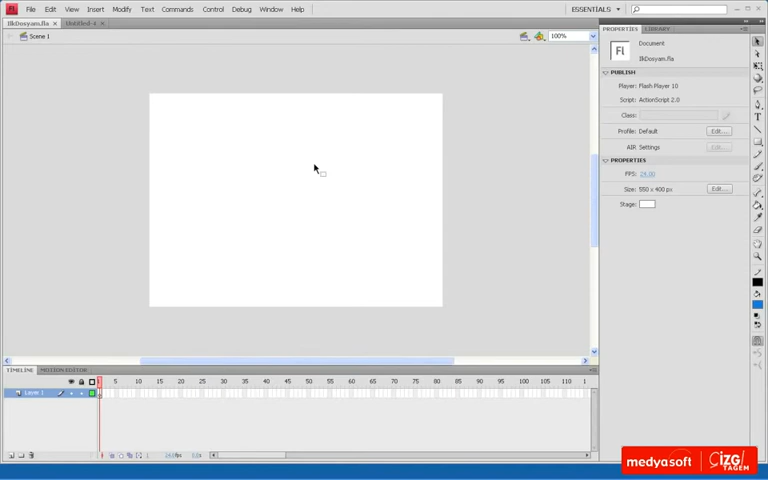 Fl File Edit View Insert Modify Text Commands Control Debug Window Help ESSENTIALS
IlkDosyam.fla Untitled-4
Scene 1 100%
PROPERTIES LIBRARY
Fl Document
IlkDosyam.fla
PUBLISH
Player: Flash Player 10
Script: ActionScript 2.0
Class:
Profile: Default Edit...
AIR Settings Edit...
PROPERTIES
FPS: 24.00
Size: 550 x 400 px Edit...
Stage:
TIMELINE MOTION EDITOR
5 10 15 20 25 30 35 40 45 50 55 60 65 70 75 80 85 90 95 100 105 110 1
Layer 1
medyasoft ÇIZGI TAGEM